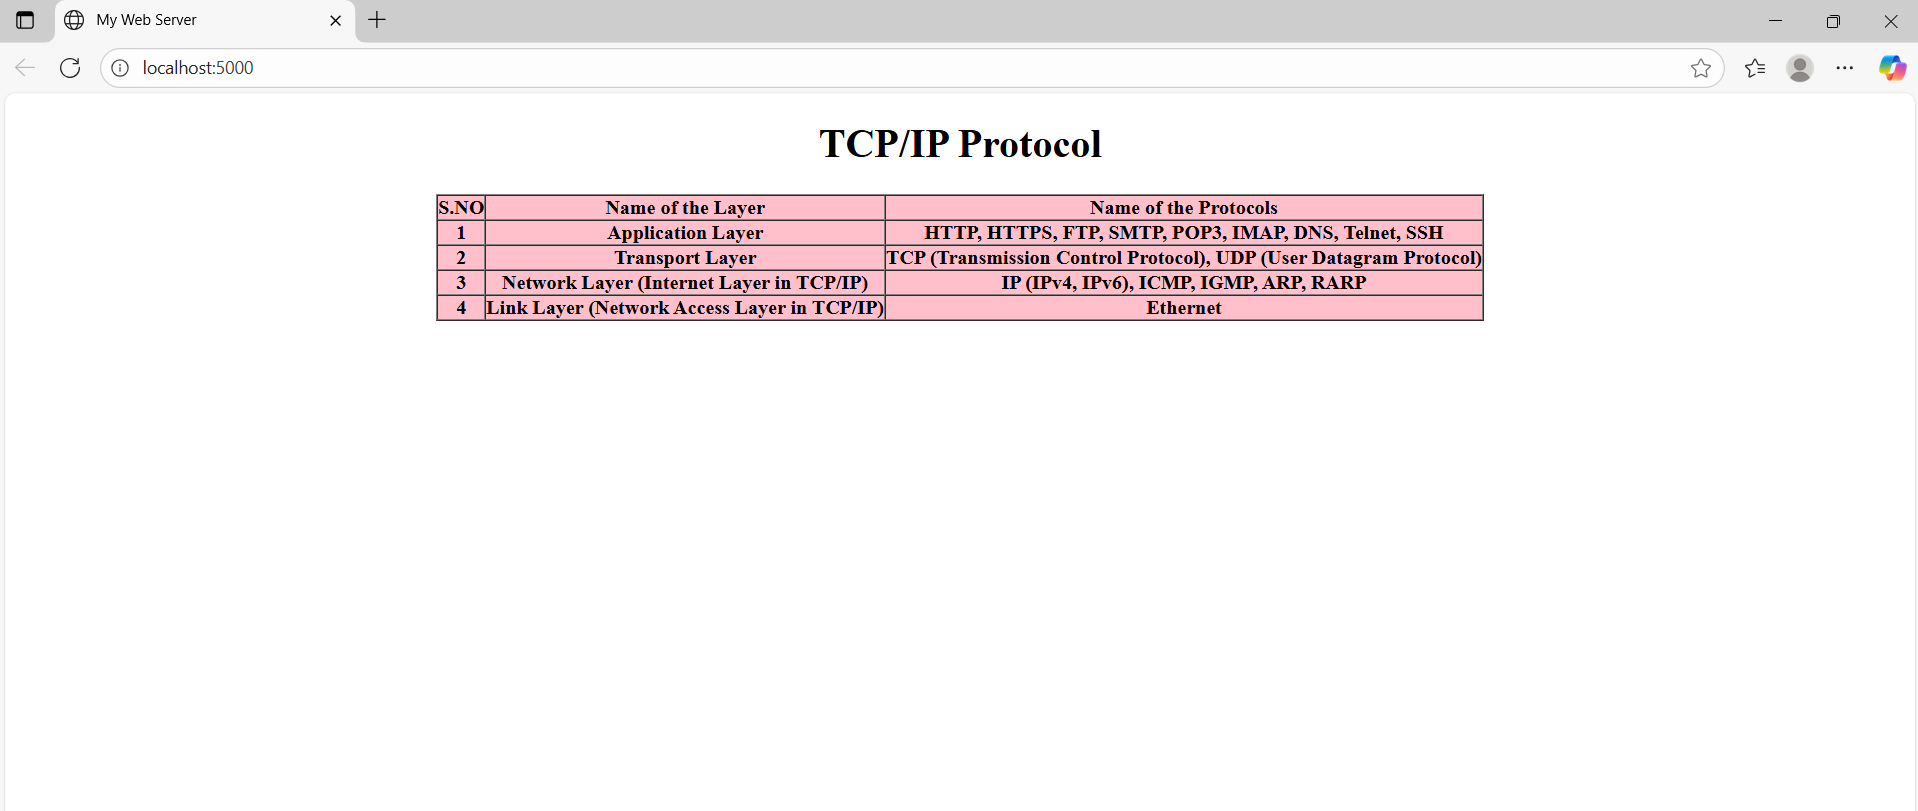 My Web Server
localhost:5000
TCP/IP Protocol
S.NO Name of the Layer Name of the Protocols
1 Application Layer HTTP, HTTPS, FTP, SMTP, POP3, IMAP, DNS, Telnet, SSH
2 Transport Layer TCP (Transmission Control Protocol), UDP (User Datagram Protocol)
3 Network Layer (Internet Layer in TCP/IP) IP (IPv4, IPv6), ICMP, IGMP, ARP, RARP
4 Link Layer (Network Access Layer in TCP/IP) Ethernet